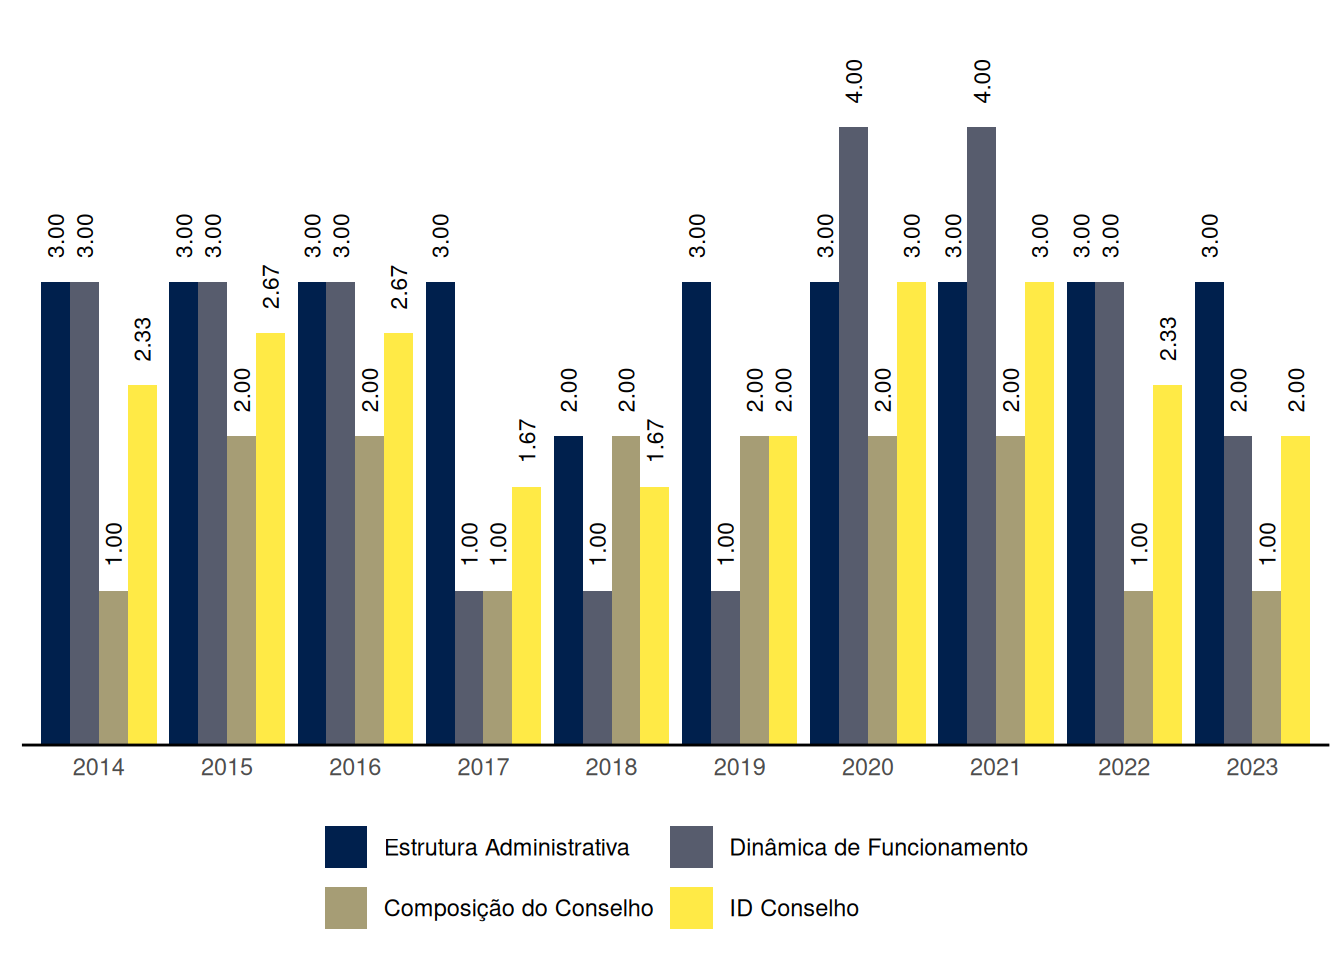 4.00 4.00
3.00 3.00 3.00 3.00 3.00 3.00 3.00 3.00 3.00 3.00 3.00 3.00 3.00 3.00 3.00
2.67 2.67
2.33 2.33
2.00 2.00 2.00 2.00 2.00 2.00 2.00 2.00 2.00 2.00
1.67 1.67
1.00 1.00 1.00 1.00 1.00 1.00 1.00
2014 2015 2016 2017 2018 2019 2020 2021 2022 2023
Estrutura Administrativa Dinâmica de Funcionamento
Composição do Conselho ID Conselho